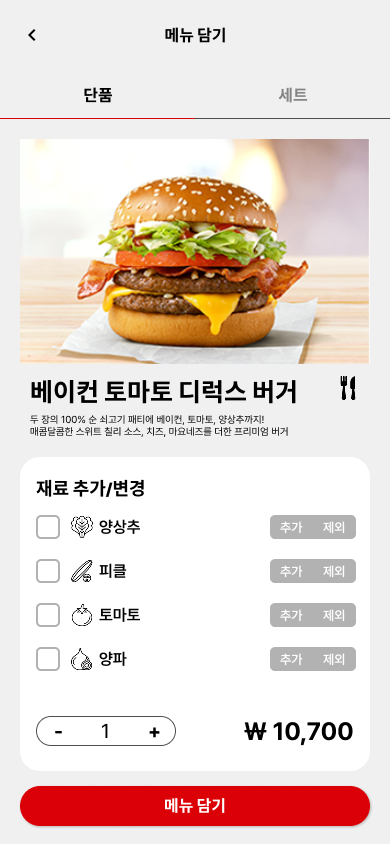 메뉴 담기
단품
세트
베이컨 토마토 디럭스 버거
두 장의 100% 순 쇠고기 패티에 베이컨, 토마토, 양상추까지!
매콤달콤한 스위트 칠리 소스, 치즈, 마요네즈를 더한 프리미엄 버거
재료 추가/변경
양상추 추가 제외
피클 추가 제외
토마토 추가 제외
양파 추가 제외
- 1 + ₩ 10,700
메뉴 담기